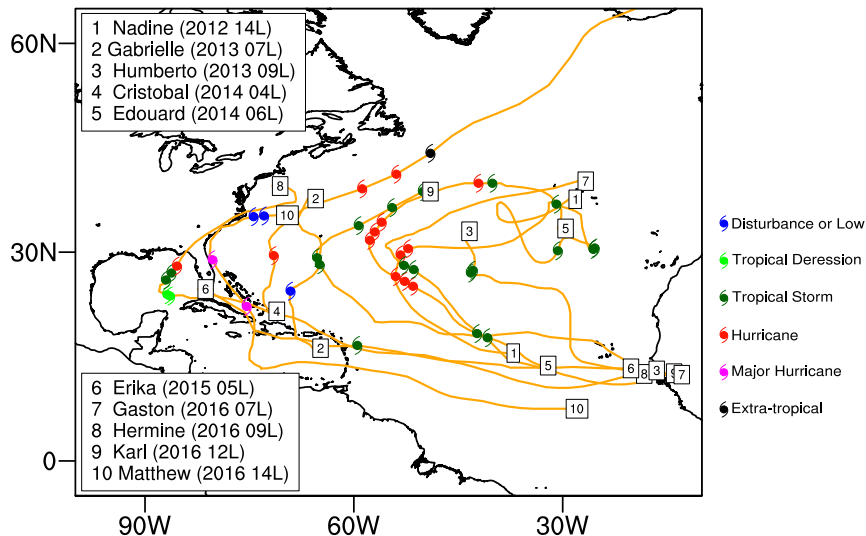 60N
30N
0
90W
60W
30W
1 Nadine (2012 14L)
2 Gabrielle (2013 07L)
3 Humberto (2013 09L)
4 Cristobal (2014 04L)
5 Edouard (2014 06L)
6 Erika (2015 05L)
7 Gaston (2016 07L)
8 Hermine (2016 09L)
9 Karl (2016 12L)
10 Matthew (2016 14L)
8
2
10
9
7
1
3
5
6
4
2
1
5
6
8
3
9
7
10
Disturbance or Low
Tropical Deression
Tropical Storm
Hurricane
Major Hurricane
Extra-tropical